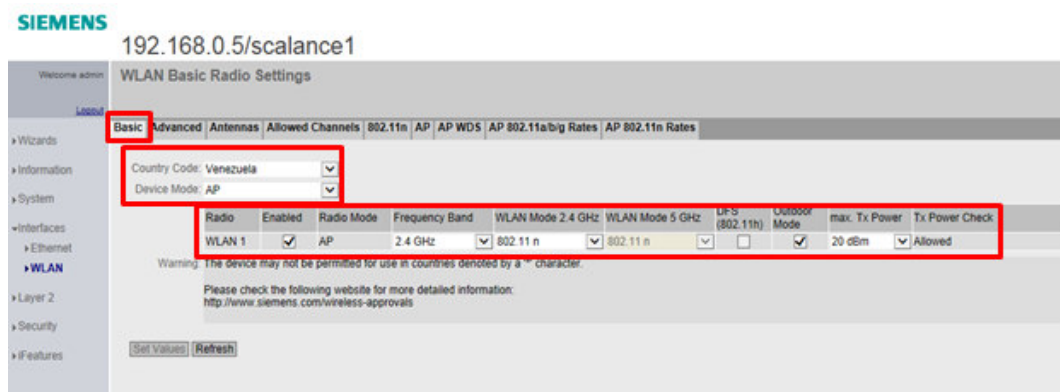 SIEMENS
192.168.0.5/scalance1
Welcome admin
WLAN Basic Radio Settings
Logout
Basic Advanced Antennas Allowed Channels 802.11n AP AP WDS AP 802.11a/b/g Rates AP 802.11n Rates
Wizards
Information
System
Interfaces
Ethernet
WLAN
Layer 2
Security
iFeatures
Country Code: Venezuela
Device Mode: AP
Radio Enabled Radio Mode Frequency Band WLAN Mode 2.4 GHz WLAN Mode 5 GHz DFS (802.11h) Outdoor Mode max. Tx Power Tx Power Check
WLAN 1 AP 2.4 GHz 802.11 n 802.11 n 20 dBm Allowed
Warning: The device may not be permitted for use in countries denoted by a '*' character.
Please check the following website for more detailed information:
http://www.siemens.com/wireless-approvals
Set Values Refresh